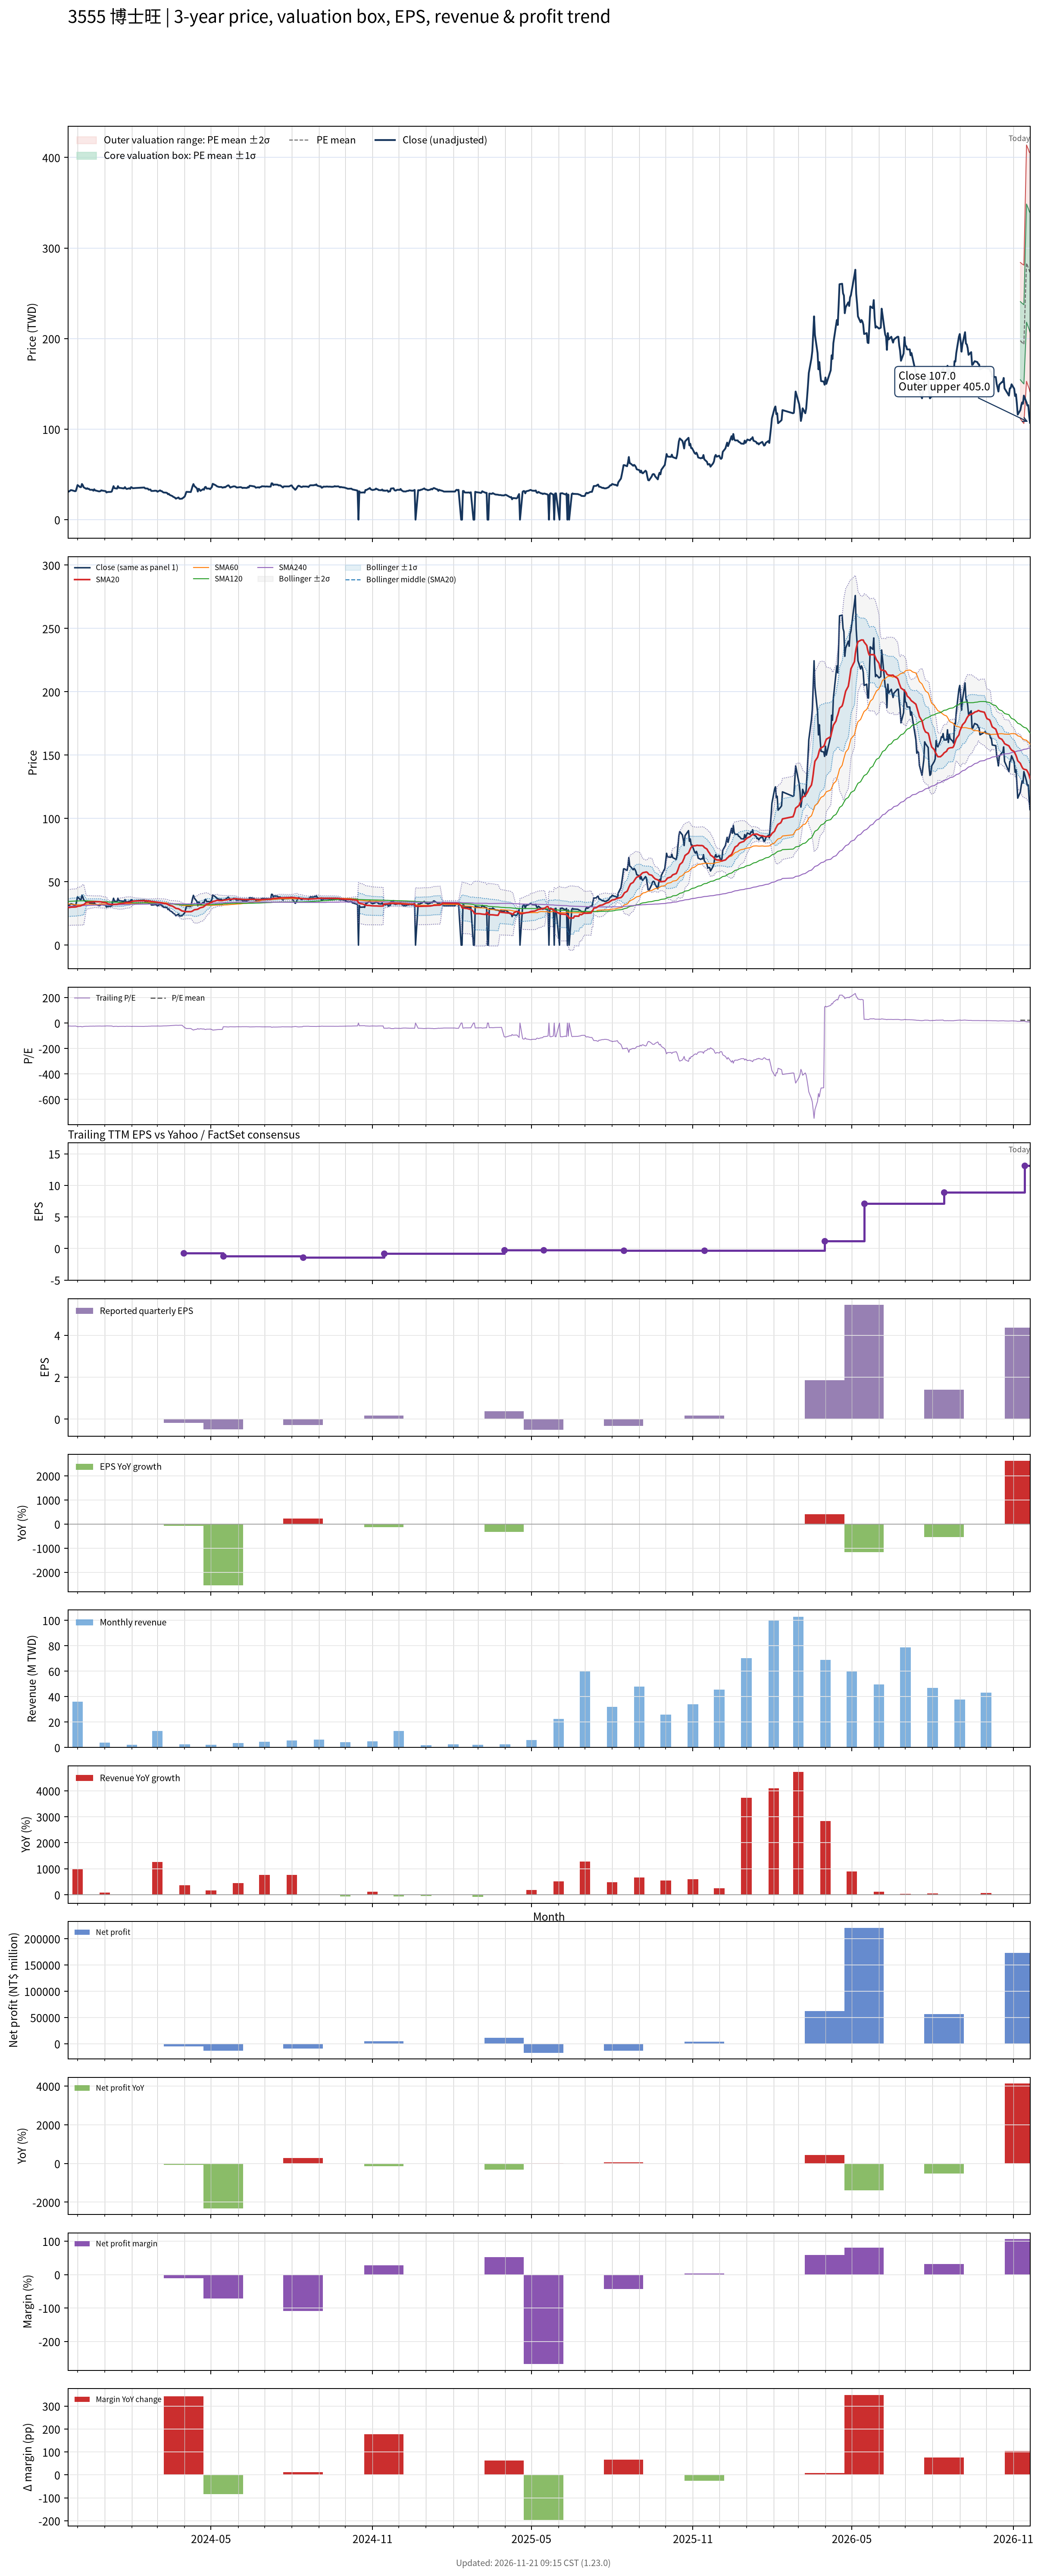 3555 博士旺 | 3-year price, valuation box, EPS, revenue & profit trend
Outer valuation range: PE mean ±2σ
PE mean
Close (unadjusted)
Core valuation box: PE mean ±1σ
Today
400
300
200
100
0
Price (TWD)
Close 107.0
Outer upper 405.0
Close (same as panel 1)
SMA20
SMA60
SMA120
SMA240
Bollinger ±2σ
Bollinger ±1σ
Bollinger middle (SMA20)
300
250
200
150
100
50
0
Price
Trailing P/E
P/E mean
200
0
-200
-400
-600
P/E
Trailing TTM EPS vs Yahoo / FactSet consensus
Today
15
10
5
0
-5
EPS
Reported quarterly EPS
4
2
0
EPS
EPS YoY growth
2000
1000
0
-1000
-2000
YoY (%)
Monthly revenue
100
80
60
40
20
0
Revenue (M TWD)
Revenue YoY growth
4000
3000
2000
1000
0
YoY (%)
Month
Net profit
200000
150000
100000
50000
0
Net profit (NT$ million)
Net profit YoY
4000
2000
0
-2000
YoY (%)
Net profit margin
100
0
-100
-200
Margin (%)
Margin YoY change
300
200
100
0
-100
-200
Δ margin (pp)
2024-05
2024-11
2025-05
2025-11
2026-05
2026-11
Updated: 2026-11-21 09:15 CST (1.23.0)